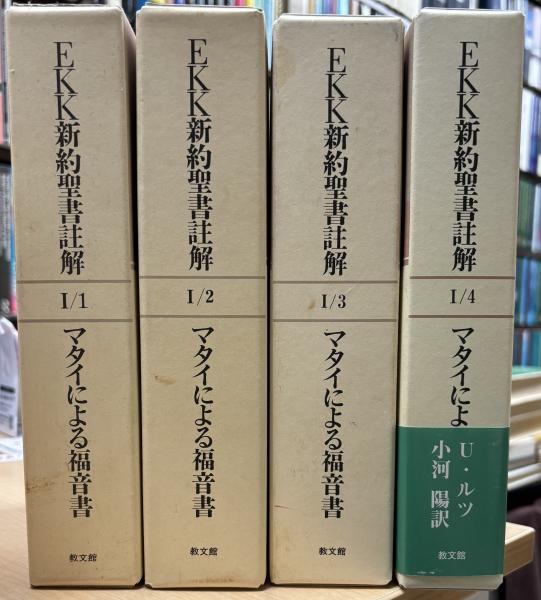 EKK新約聖書註解
I/1
マタイによる福音書
教文館
EKK新約聖書註解
I/2
マタイによる福音書
教文館
EKK新約聖書註解
I/3
マタイによる福音書
教文館
EKK新約聖書註解
I/4
マタイによ
U・ルツ
小河 陽訳
教文館